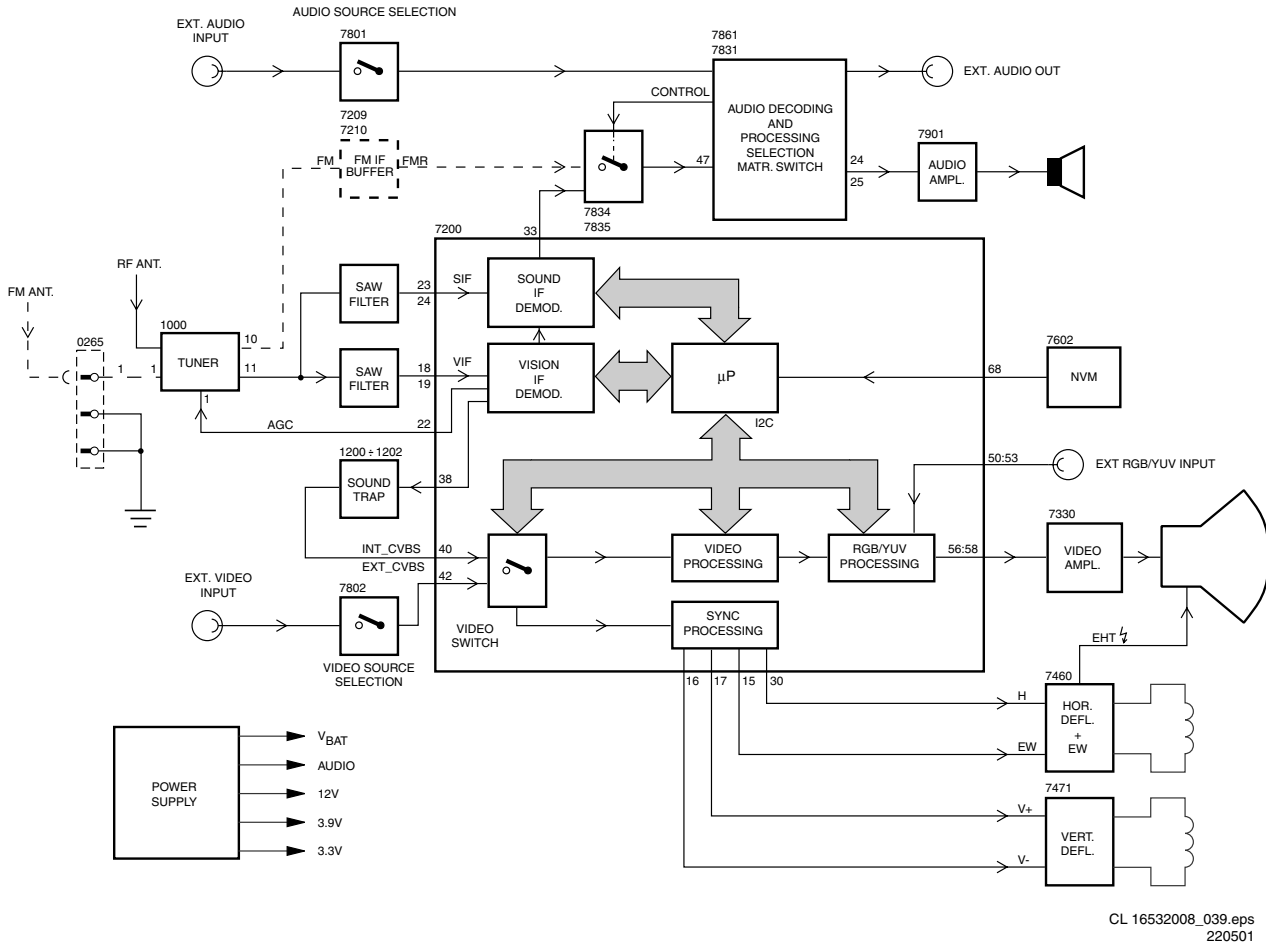 AUDIO SOURCE SELECTION
EXT. AUDIO
INPUT
7801
7861
7831
EXT. AUDIO OUT
CONTROL
AUDIO DECODING
AND
PROCESSING
SELECTION
MATR. SWITCH
7209
7210
FM
FM IF
BUFFER
FMR
47
24
25
7901
AUDIO
AMPL.
7834
7835
7200
33
RF ANT.
FM ANT.
0265
1
1
1000
TUNER
10
11
1
SAW
FILTER
23
24
SIF
SOUND
IF
DEMOD.
SAW
FILTER
18
19
VIF
VISION
IF
DEMOD.
µP
I2C
68
7602
NVM
AGC
22
1200 ÷ 1202
SOUND
TRAP
38
50:53
EXT RGB/YUV INPUT
INT_CVBS
40
EXT_CVBS
42
VIDEO
PROCESSING
RGB/YUV
PROCESSING
56:58
7330
VIDEO
AMPL.
EXT. VIDEO
INPUT
7802
VIDEO SOURCE
SELECTION
VIDEO
SWITCH
SYNC
PROCESSING
EHT
16
17
15
30
7460
H
EW
HOR.
DEFL.
+
EW
7471
V+
V-
VERT.
DEFL.
POWER
SUPPLY
VBAT
AUDIO
12V
3.9V
3.3V
CL 16532008_039.eps
220501